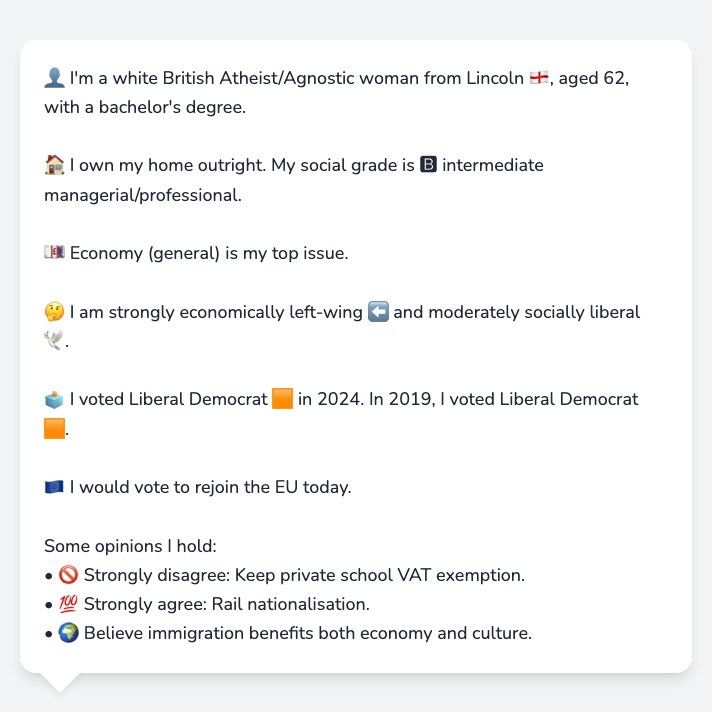 👤 I'm a white British Atheist/Agnostic woman from Lincoln 🏴󠁧󠁢󠁥󠁮󠁧󠁿, aged 62,
with a bachelor's degree.
🏠 I own my home outright. My social grade is 🅱 intermediate
managerial/professional.
💷 Economy (general) is my top issue.
🤔 I am strongly economically left-wing ⬅️ and moderately socially liberal
🕊️.
🗳️ I voted Liberal Democrat 🟧 in 2024. In 2019, I voted Liberal Democrat
🟧.
🇪🇺 I would vote to rejoin the EU today.
Some opinions I hold:
• 🚫 Strongly disagree: Keep private school VAT exemption.
• 💯 Strongly agree: Rail nationalisation.
• 🌍 Believe immigration benefits both economy and culture.